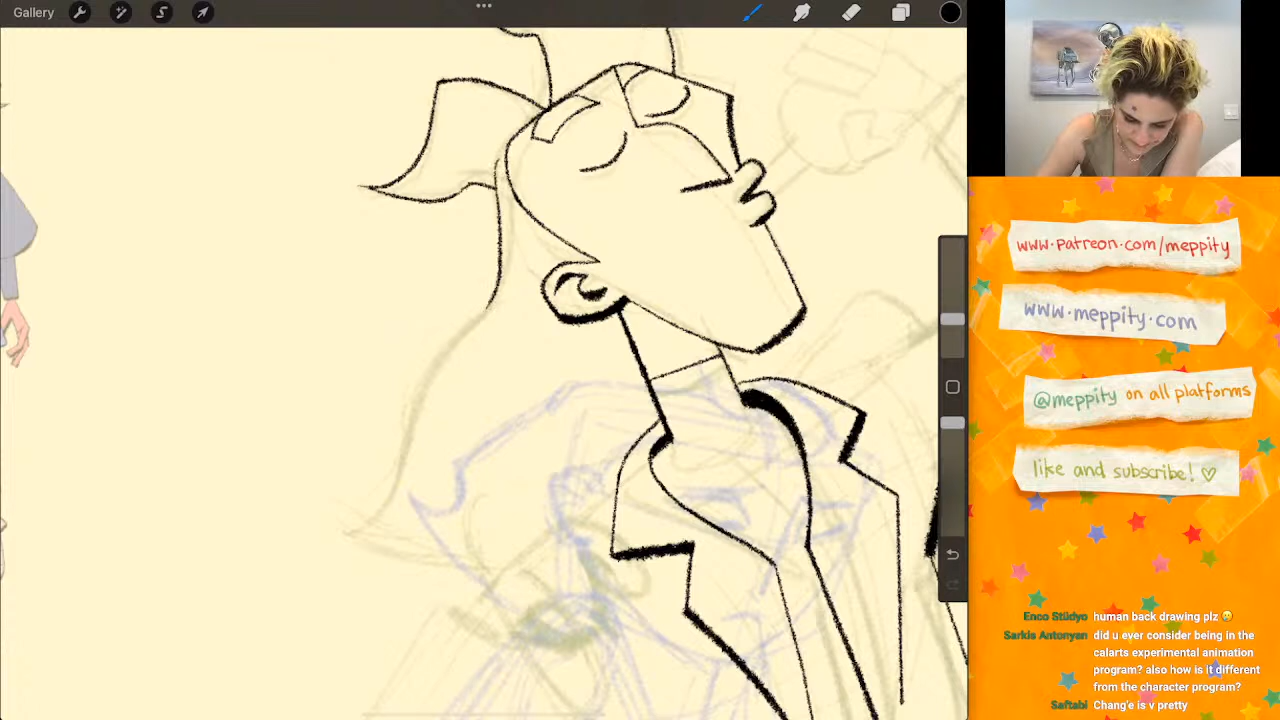 Gallery
www.patreon.com/meppity
www.meppity.com
@meppity on all platforms
like and subscribe! ♡
Enco Stüdyo human back drawing plz 🥲
Sarkis Antonyan did u ever consider being in the
calarts experimental animation
program? also how is it different
from the character program?
Saftabi Chang'e is v pretty